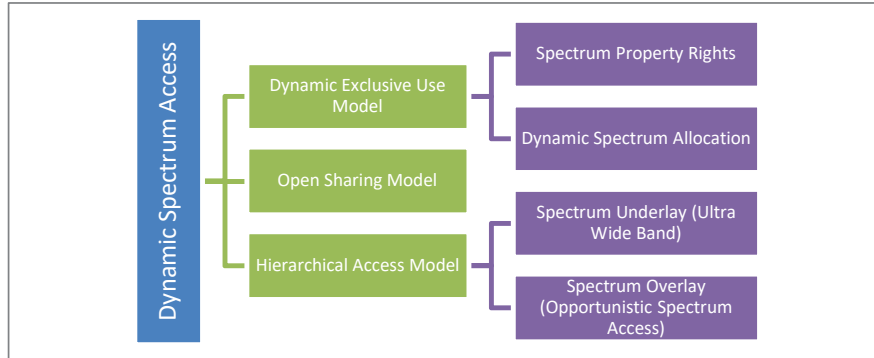 Dynamic Spectrum Access
Dynamic Exclusive Use
Model
Spectrum Property Rights
Dynamic Spectrum Allocation
Open Sharing Model
Hierarchical Access Model
Spectrum Underlay (Ultra
Wide Band)
Spectrum Overlay
(Opportunistic Spectrum
Access)